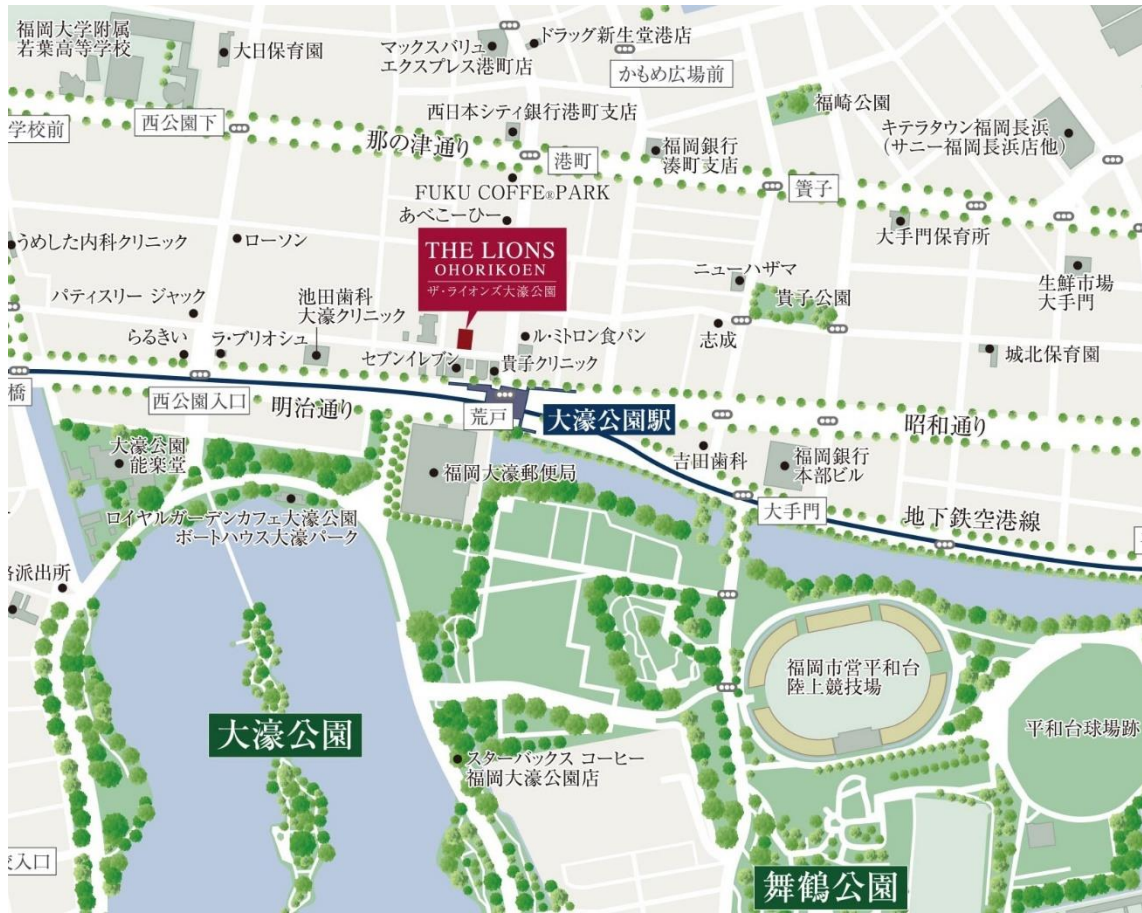 福岡大学附属
若葉高等学校
大日保育園
マックスバリュ
エクスプレス港町店
ドラッグ新生堂港店
かもめ広場前
福崎公園
キテラタウン福岡長浜
(サニー福岡長浜店他)
学校前
西公園下
那の津通り
西日本シティ銀行港町支店
港町
福岡銀行
湊町支店
簀子
FUKU COFFE®PARK
あべこーひー
大手門保育所
うめした内科クリニック
ローソン
THE LIONS
OHORIKOEN
ザ・ライオンズ大濠公園
ニューハザマ
貴子公園
生鮮市場
大手門
パティスリー ジャック
池田歯科
大濠クリニック
らるきい
ラ・ブリオシュ
ル・ミトロン食パン
志成
城北保育園
セブンイレブン
貴子クリニック
橋
西公園入口
明治通り
荒戸
大濠公園駅
昭和通り
大濠公園
能楽堂
福岡大濠郵便局
吉田歯科
福岡銀行
本部ビル
大手門
地下鉄空港線
ロイヤルガーデンカフェ大濠公園
ボートハウス大濠パーク
派出所
福岡市営平和台
陸上競技場
大濠公園
平和台球場跡
スターバックス コーヒー
福岡大濠公園店
入口
舞鶴公園